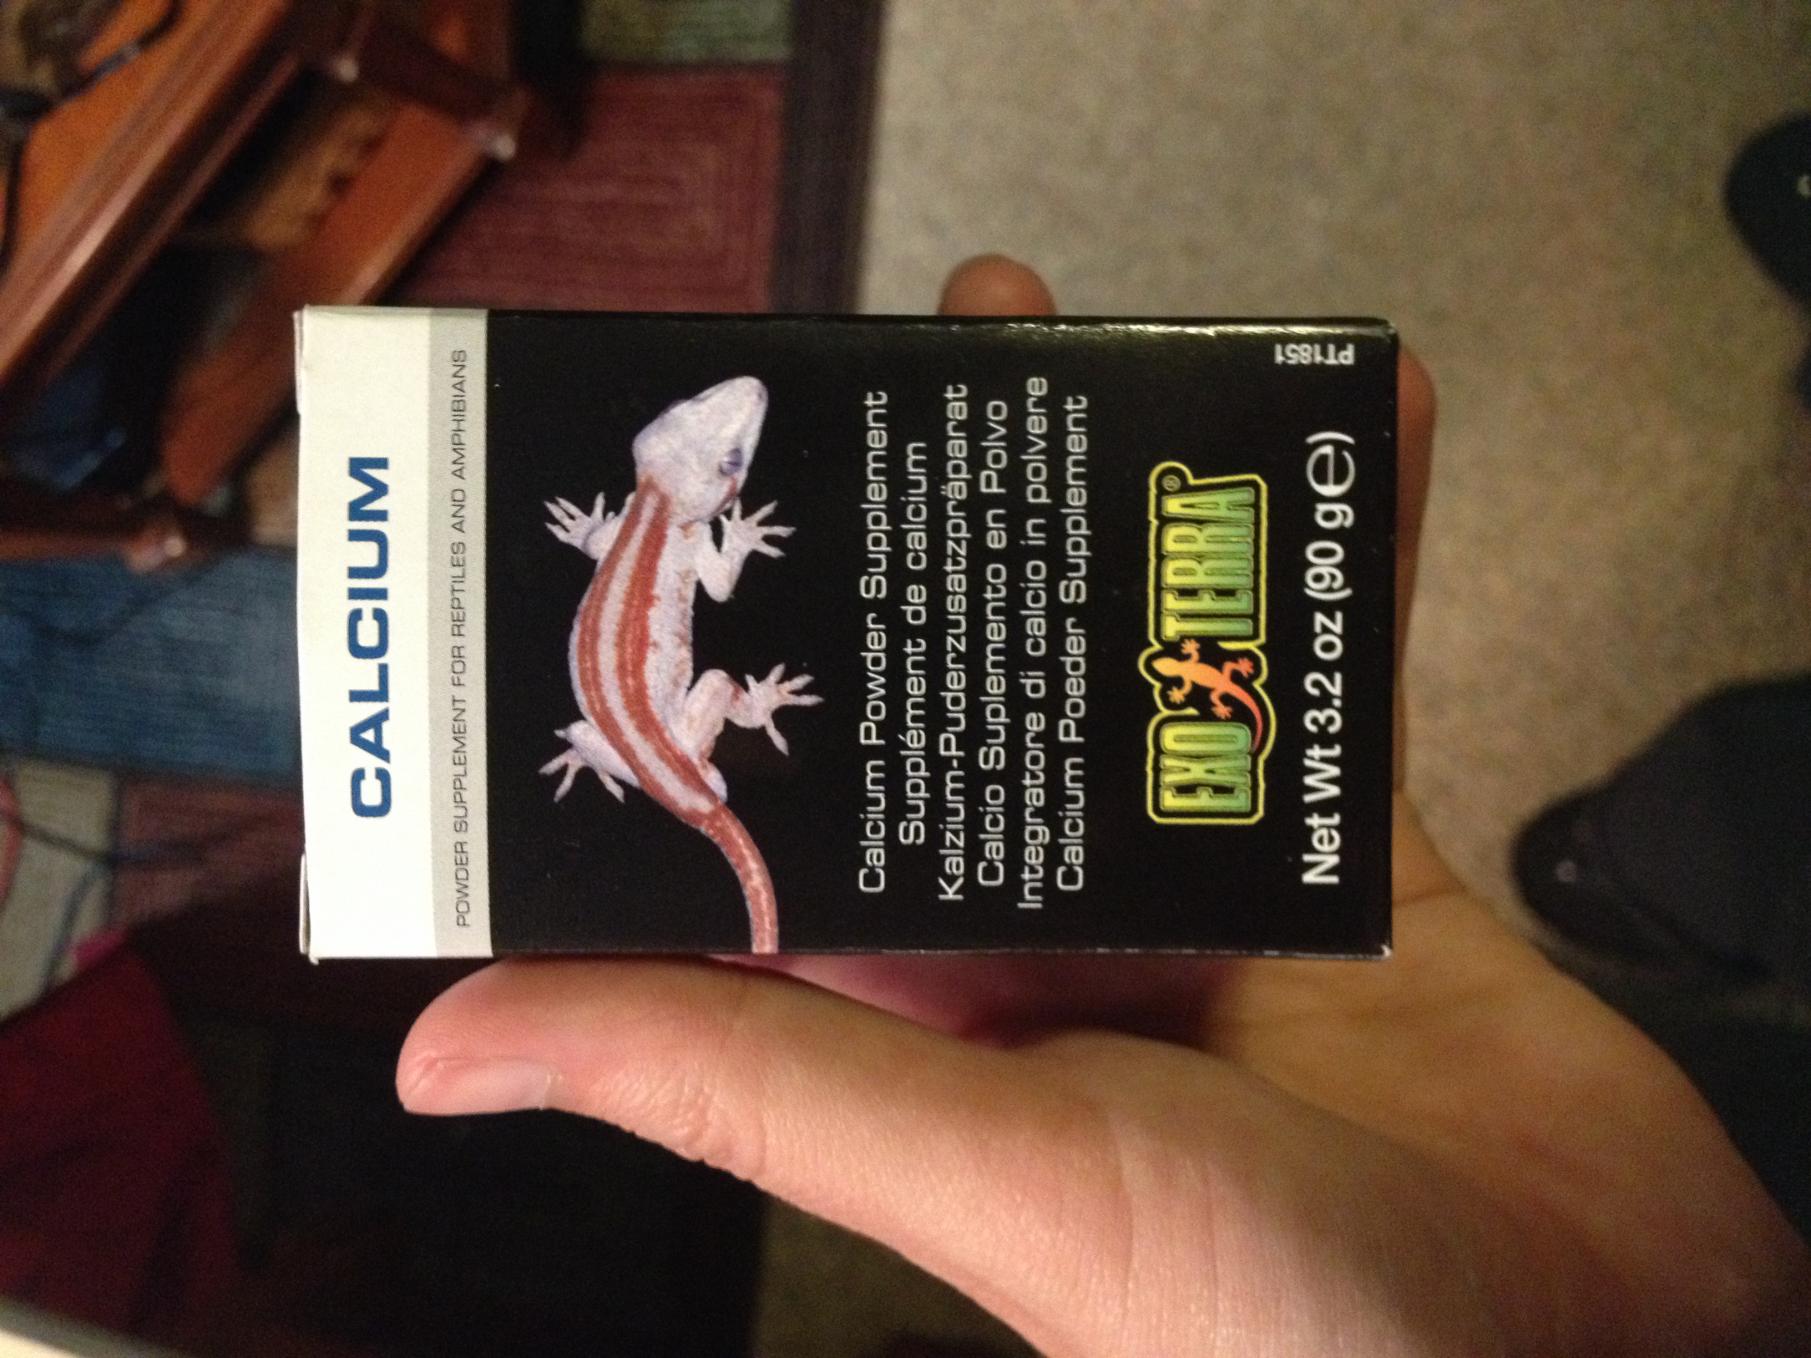 CALCIUM
POWDER SUPPLEMENT FOR REPTILES AND AMPHIBIANS
Calcium Powder Supplement
Supplément de calcium
Kalzium-Puderzusatzpräparat
Calcio Suplemento en Polvo
Integratore di calcio in polvere
Calcium Poeder Supplement
EXO TERRA®
Net Wt 3.2 oz (90 g℮)
PT1851